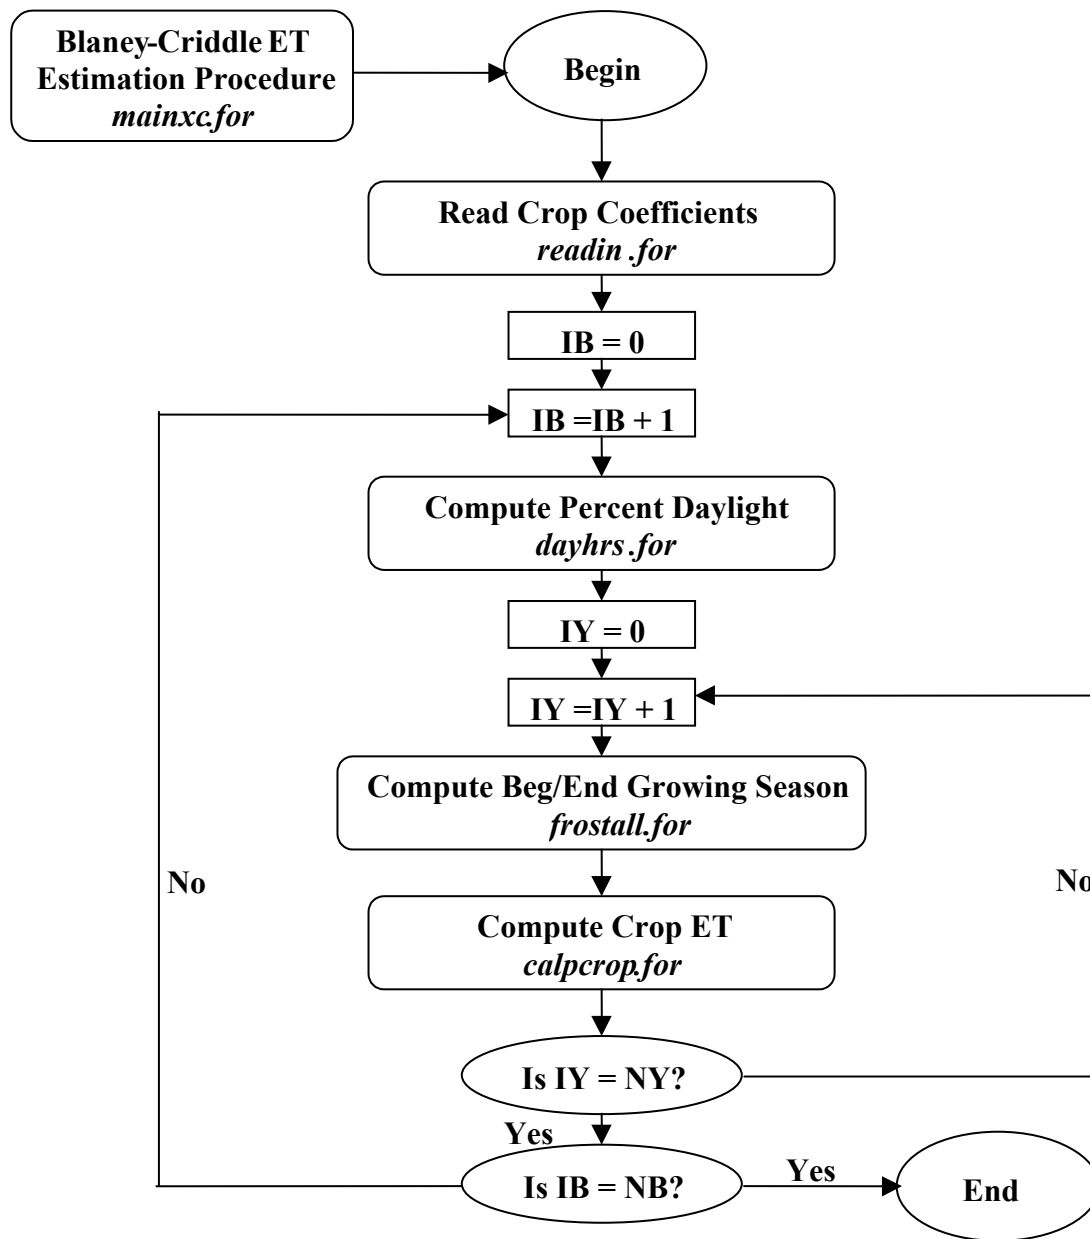 Blaney-Criddle ET
Estimation Procedure
mainxc.for
Begin
Read Crop Coefficients
readin .for
IB = 0
IB =IB + 1
Compute Percent Daylight
dayhrs .for
IY = 0
IY =IY + 1
Compute Beg/End Growing Season
frostall.for
No
No
Compute Crop ET
calpcrop.for
Is IY = NY?
Yes
Is IB = NB?
Yes
End